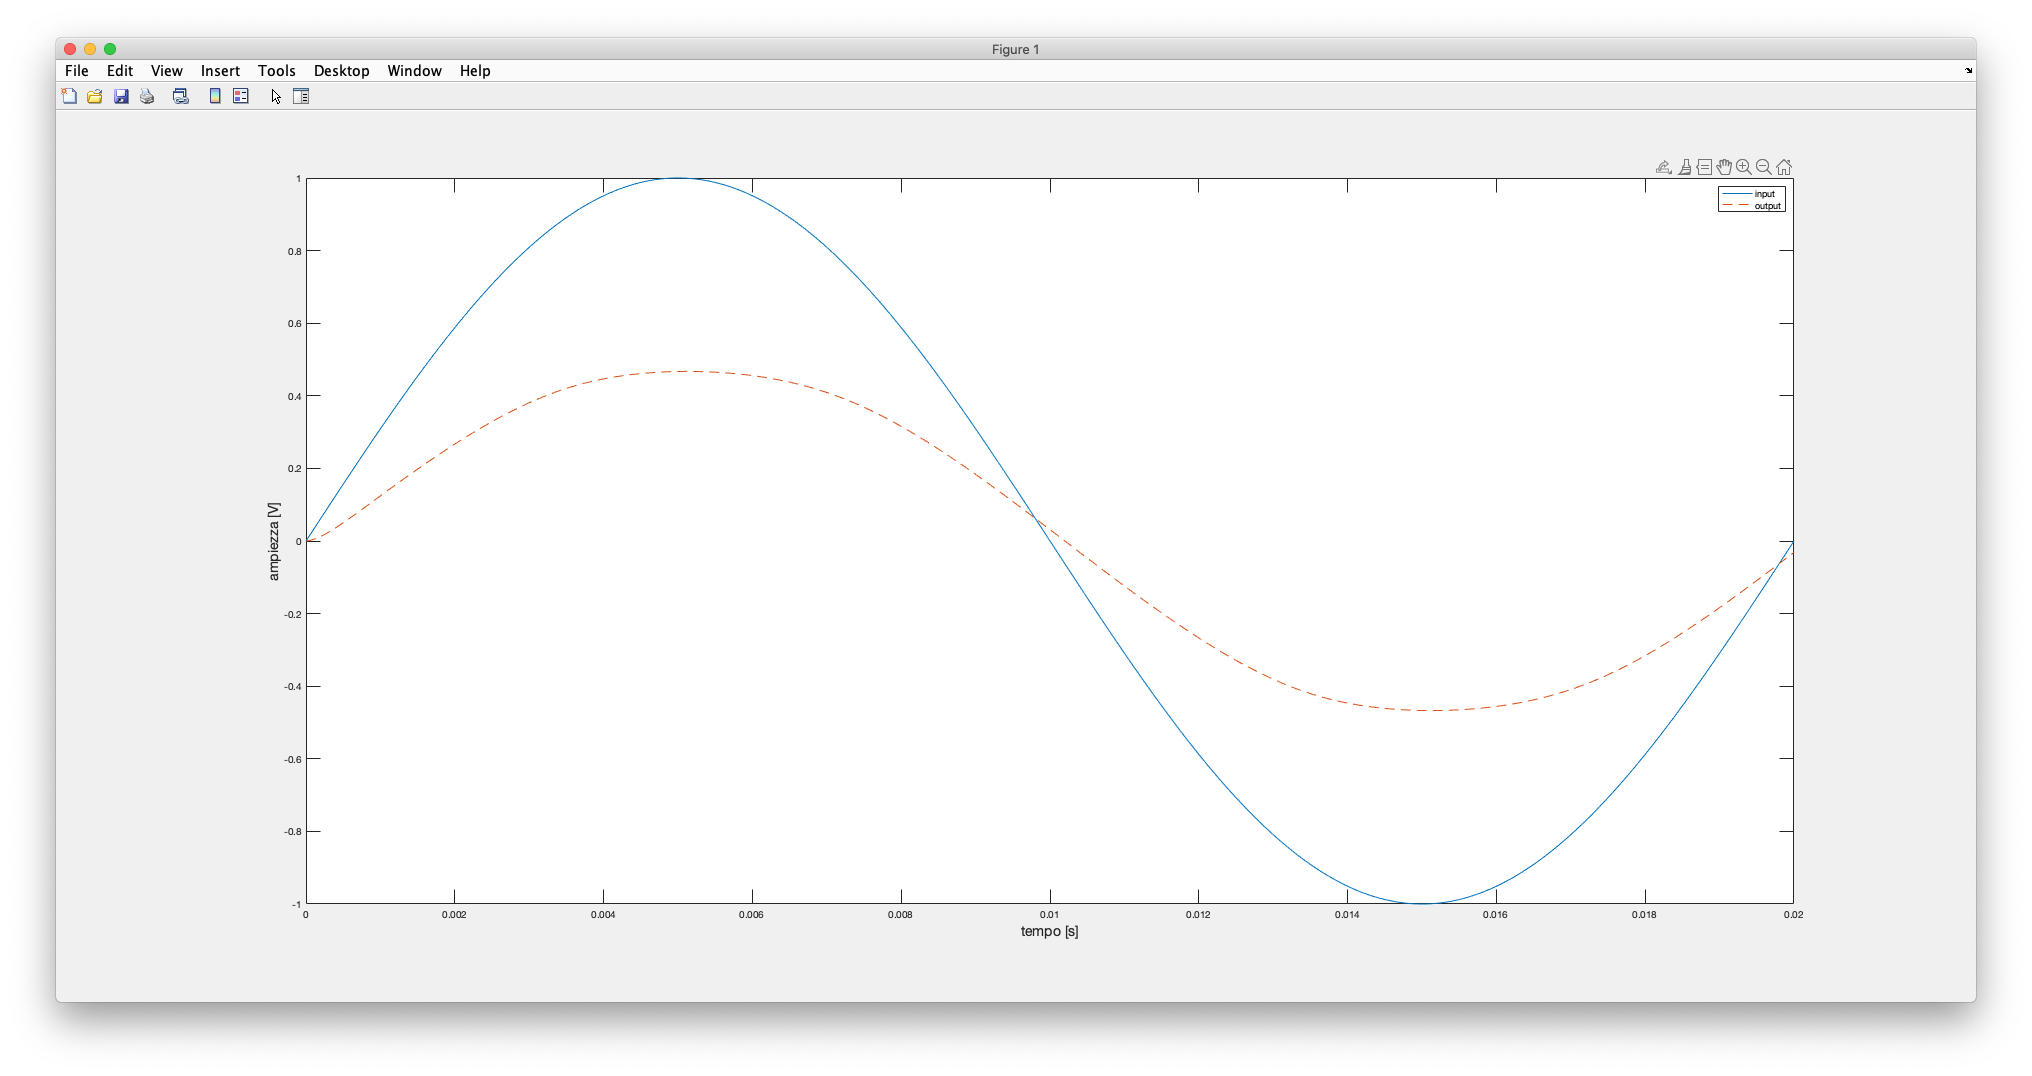 Figure 1
File Edit View Insert Tools Desktop Window Help
input
output
1
0.8
0.6
0.4
0.2
0
-0.2
-0.4
-0.6
-0.8
-1
ampiezza [V]
0 0.002 0.004 0.006 0.008 0.01 0.012 0.014 0.016 0.018 0.02
tempo [s]